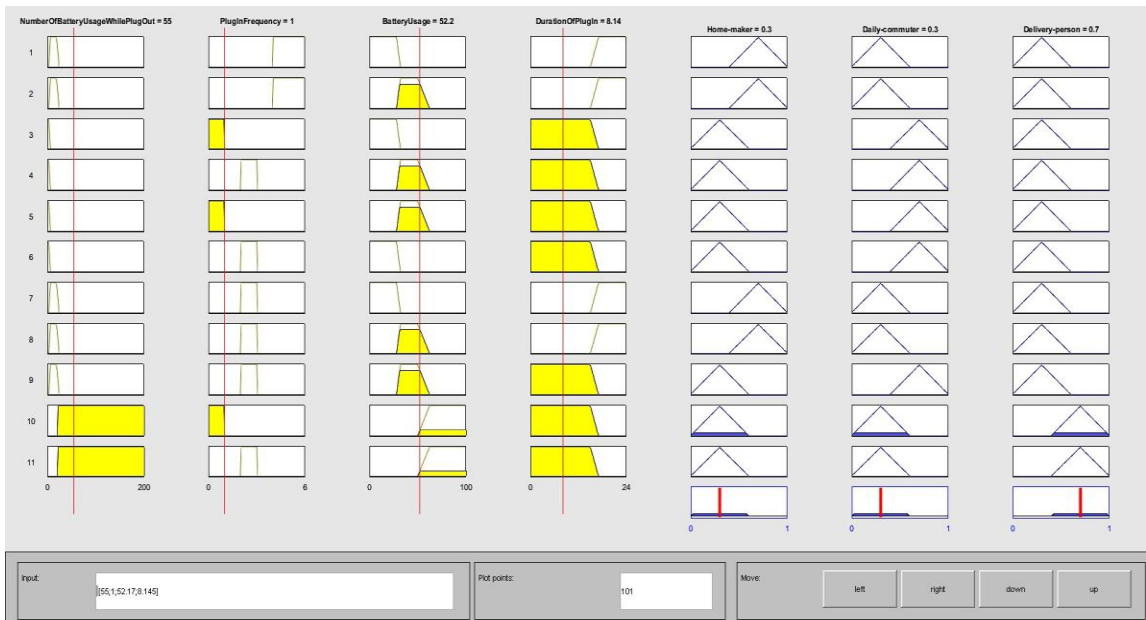 NumberOfBatteryUsageWhilePlugOut = 55
PlugInFrequency = 1
BatteryUsage = 52.2
DurationOfPlugIn = 8.14
Home-maker = 0.3
Daily-commuter = 0.3
Delivery-person = 0.7
1
2
3
4
5
6
7
8
9
10
11
0 200
0 6
0 100
0 24
0 1
0 1
0 1
Input:
[55;1;52.17;8.145]
Plot points:
101
Move:
left
right
down
up